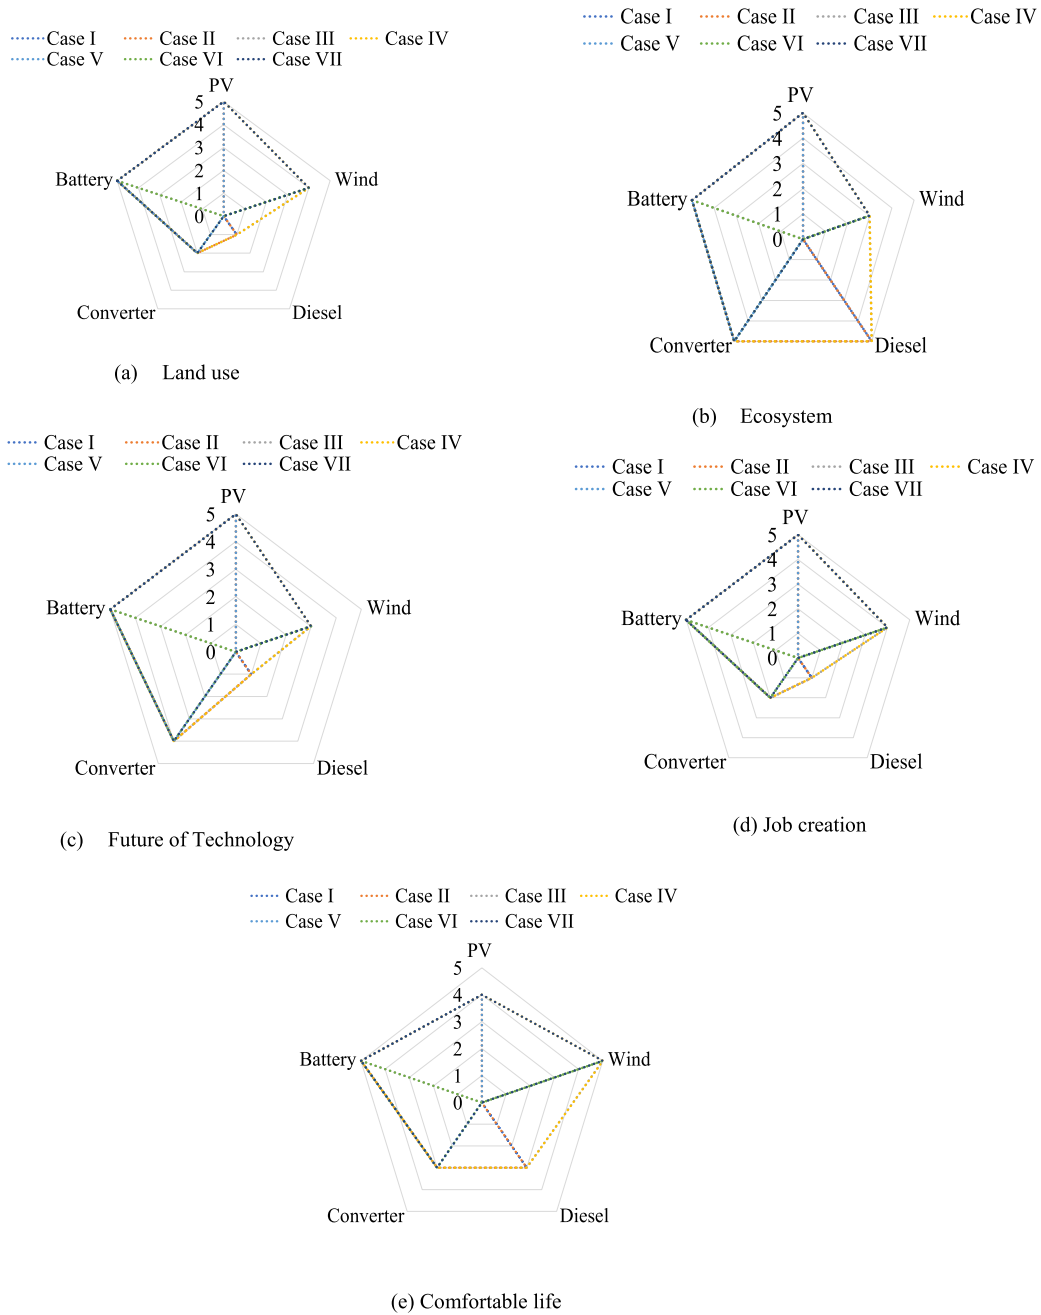 Case I Case II Case III Case IV
Case V Case VI Case VII
PV
5
4
3
2
1
0
Battery
Wind
Converter
Diesel
(a) Land use
Case I Case II Case III Case IV
Case V Case VI Case VII
PV
5
4
3
2
1
0
Battery
Wind
Converter
Diesel
(b) Ecosystem
Case I Case II Case III Case IV
Case V Case VI Case VII
PV
5
4
3
2
1
0
Battery
Wind
Converter
Diesel
(c) Future of Technology
Case I Case II Case III Case IV
Case V Case VI Case VII
PV
5
4
3
2
1
0
Battery
Wind
Converter
Diesel
(d) Job creation
Case I Case II Case III Case IV
Case V Case VI Case VII
PV
5
4
3
2
1
0
Battery
Wind
Converter
Diesel
(e) Comfortable life